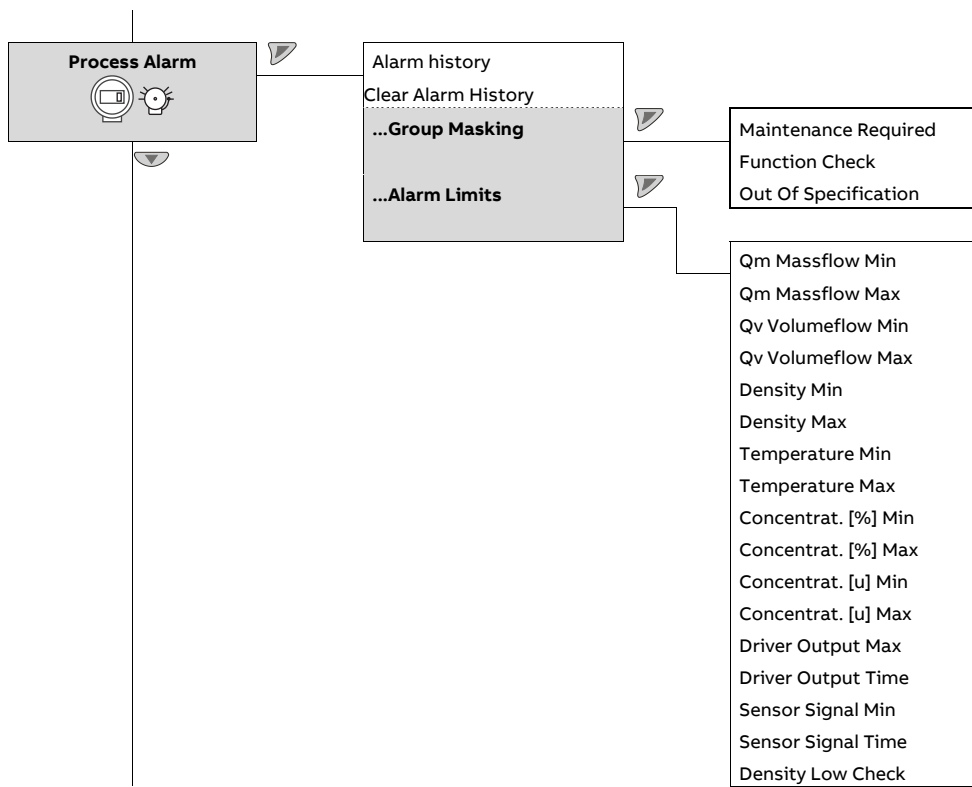 Process Alarm
Alarm history
Clear Alarm History
...Group Masking
...Alarm Limits
Maintenance Required
Function Check
Out Of Specification
Qm Massflow Min
Qm Massflow Max
Qv Volumeflow Min
Qv Volumeflow Max
Density Min
Density Max
Temperature Min
Temperature Max
Concentrat. [%] Min
Concentrat. [%] Max
Concentrat. [u] Min
Concentrat. [u] Max
Driver Output Max
Driver Output Time
Sensor Signal Min
Sensor Signal Time
Density Low Check